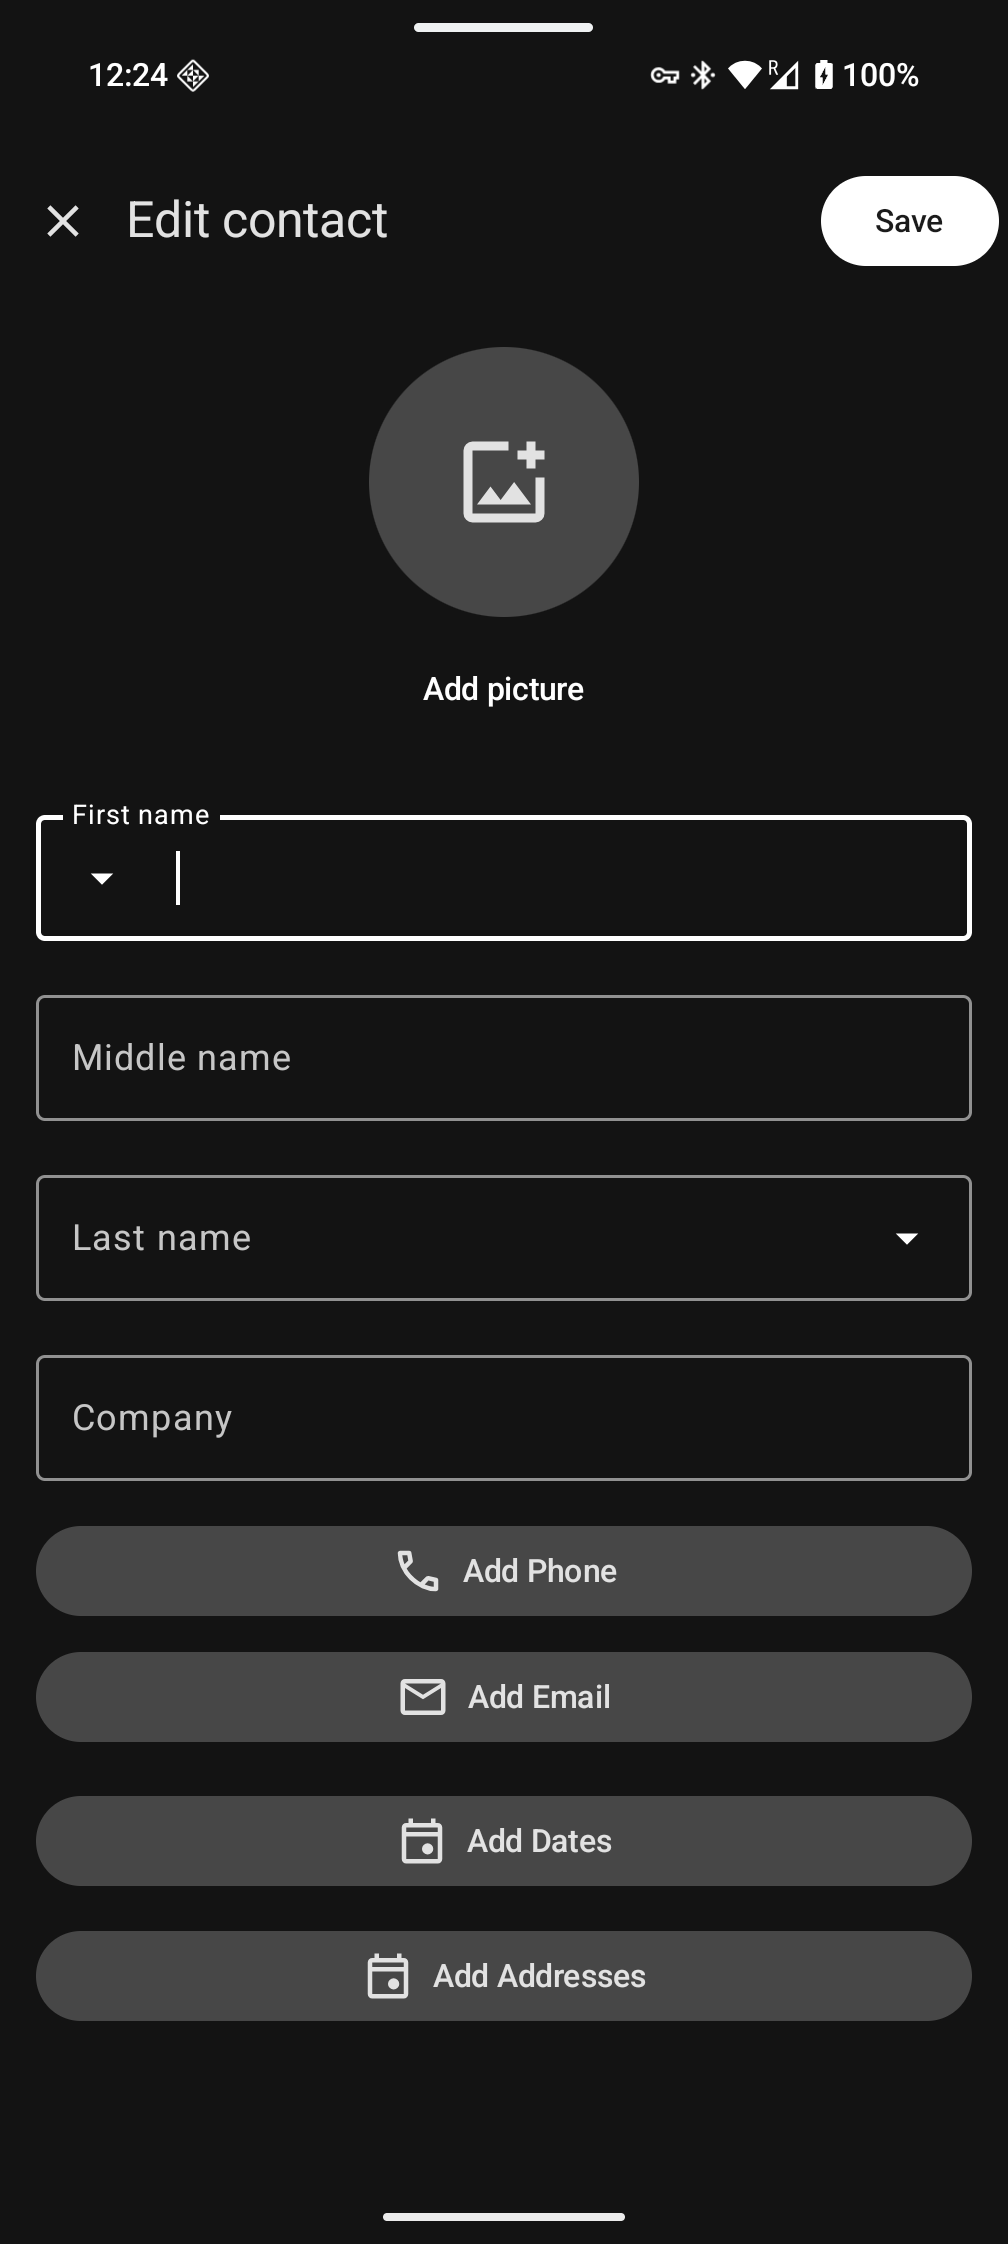 12:24
R 100%
Edit contact
Save
Add picture
First name
Middle name
Last name
Company
Add Phone
Add Email
Add Dates
Add Addresses